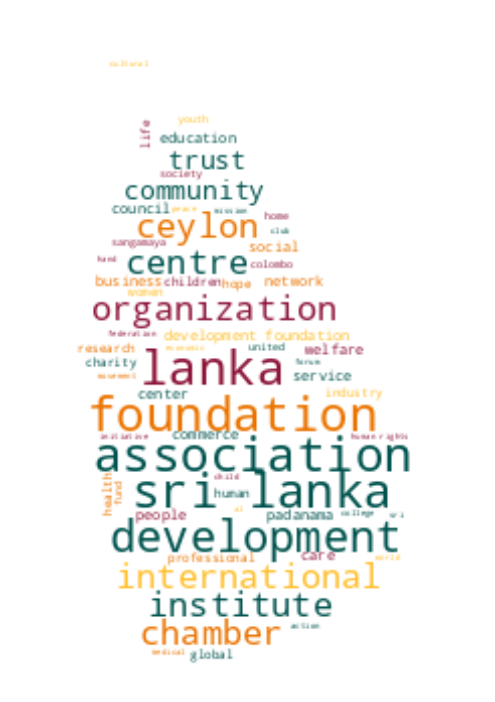 cultural
youth
life
education
trust
society
community
council peace mission
ceylon home
club
sangamaya social
hand centre colombo
business children hope network
women
organization
federation development foundation
research economic united welfare
charity lanka forum
movement service
center industry
foundation
initiative commerce human rights
association
health child
fund sri lanka
human
people al padanama college sri
development
professional care world
international
institute
chamber action
medical global